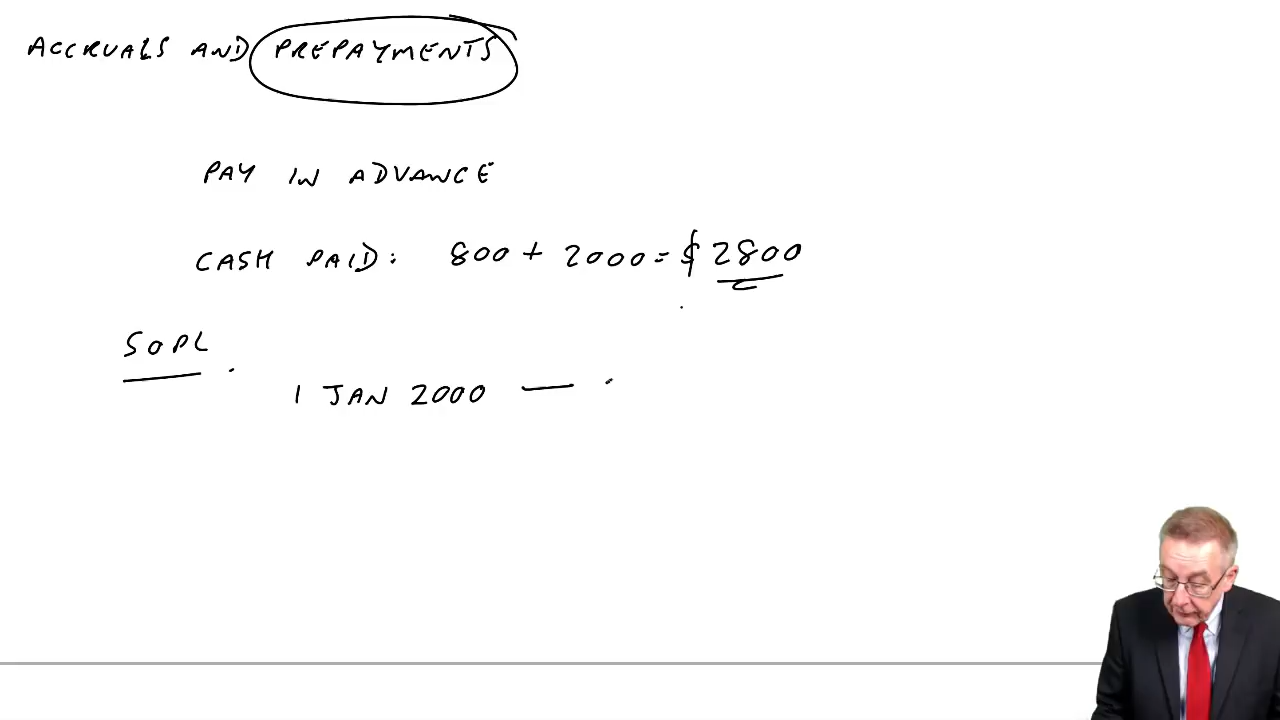 ACCRUALS AND PREPAYMENTS
PAY IN ADVANCE
CASH PAID: 800 + 2000 = $ 2800
SOPL
1 JAN 2000 —